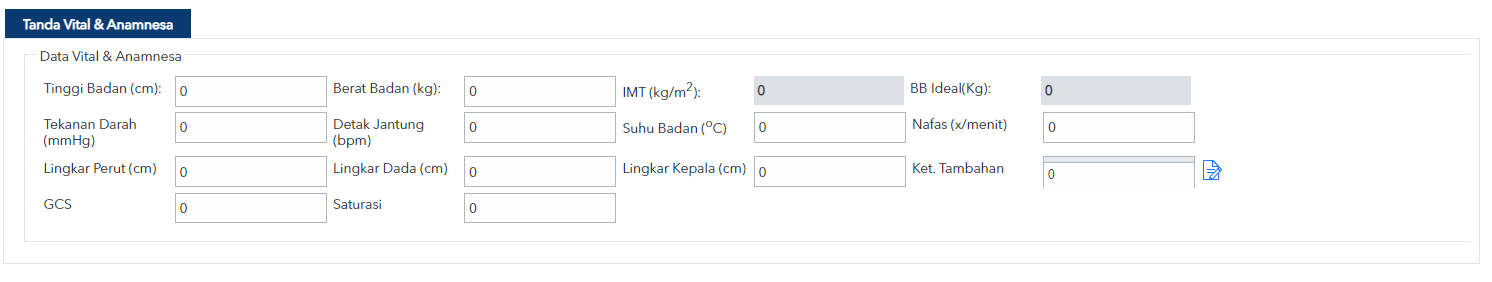 Tanda Vital & Anamnesa
Data Vital & Anamnesa
Tinggi Badan (cm): 0 Berat Badan (kg): 0 IMT (kg/m²): 0 BB Ideal(Kg): 0
Tekanan Darah (mmHg) 0 Detak Jantung (bpm) 0 Suhu Badan (°C) 0 Nafas (x/menit) 0
Lingkar Perut (cm) 0 Lingkar Dada (cm) 0 Lingkar Kepala (cm) 0 Ket. Tambahan 0
GCS 0 Saturasi 0